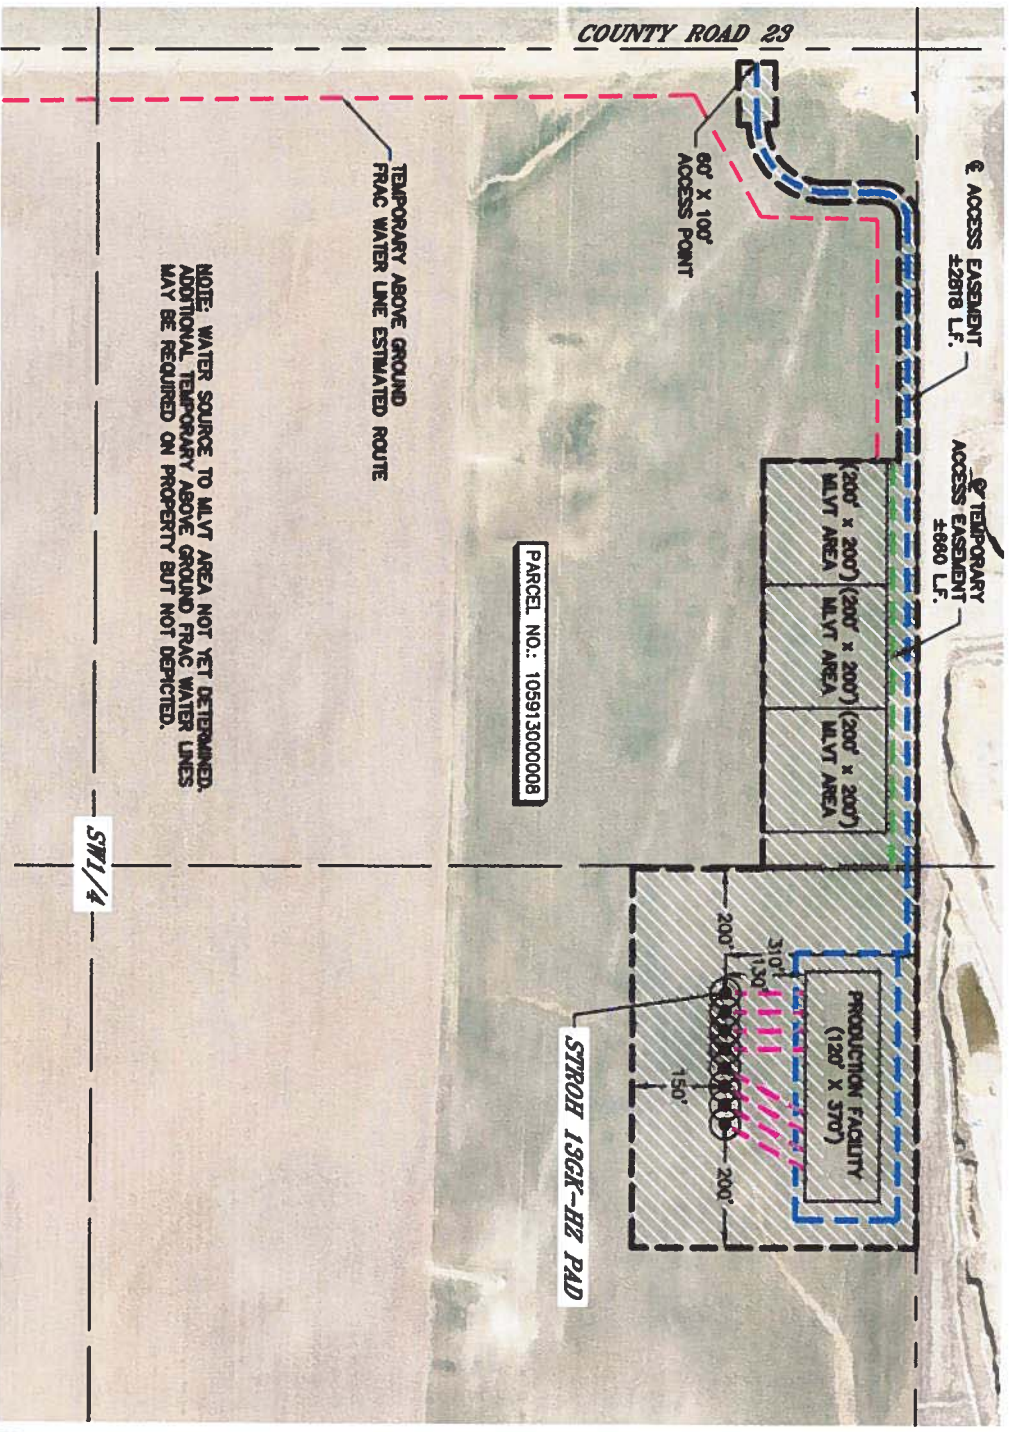 COUNTY ROAD 23
℄ ACCESS EASEMENT
±2818 L.F.
℄ TEMPORARY
ACCESS EASEMENT
±660 L.F.
60' X 100'
ACCESS POINT
TEMPORARY ABOVE GROUND
FRAC WATER LINE ESTIMATED ROUTE
(200' x 200')
MLVT AREA
(200' x 200')
MLVT AREA
(200' x 200')
MLVT AREA
PARCEL NO.: 105913000008
NOTE: WATER SOURCE TO MLVT AREA NOT YET DETERMINED.
ADDITIONAL TEMPORARY ABOVE GROUND FRAC WATER LINES
MAY BE REQUIRED ON PROPERTY BUT NOT DEPICTED.
SW1/4
PRODUCTION FACILITY
(120' X 370')
310'
130'
200'
150'
200'
STROH 13GK-HZ PAD